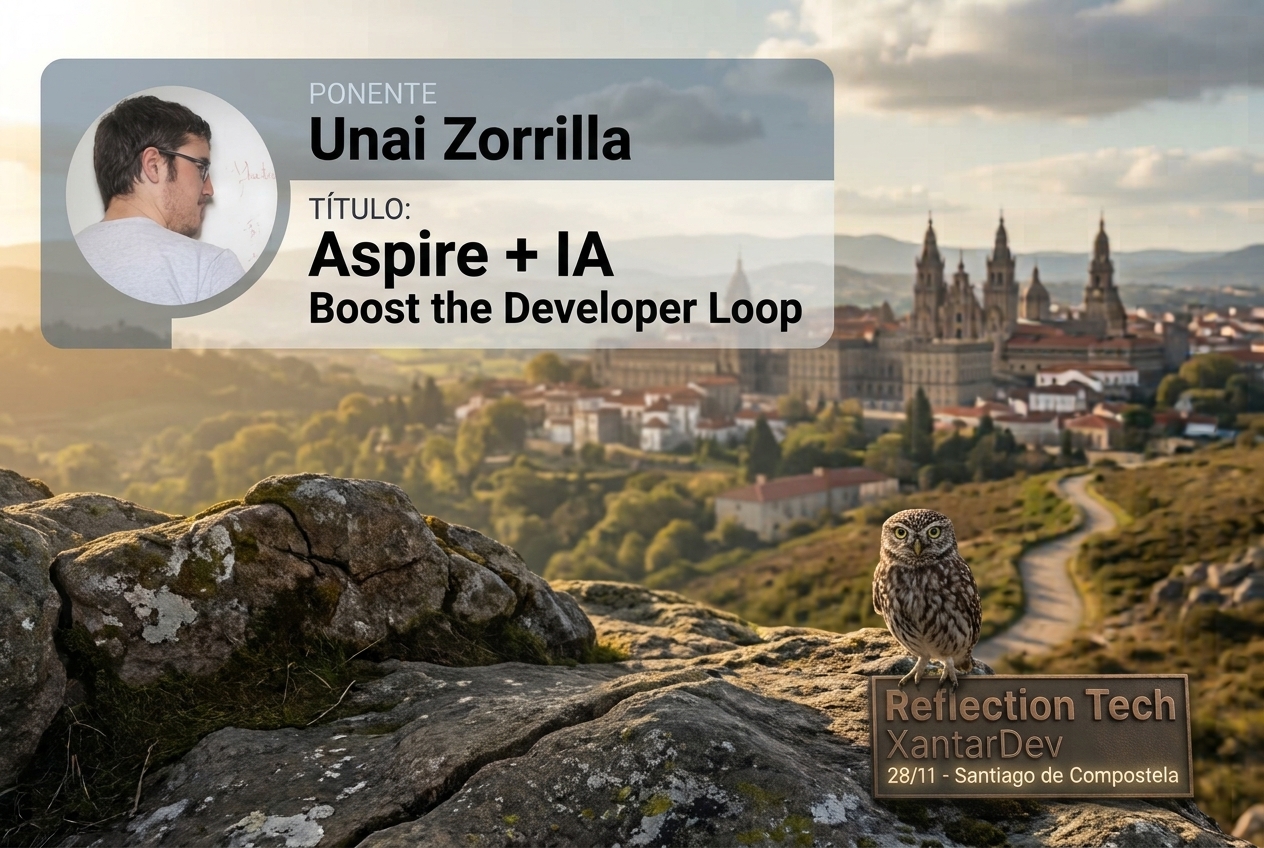 PONENTE
Unai Zorrilla
TÍTULO:
Aspire + IA
Boost the Developer Loop
Reflection Tech
XantarDev
28/11 - Santiago de Compostela